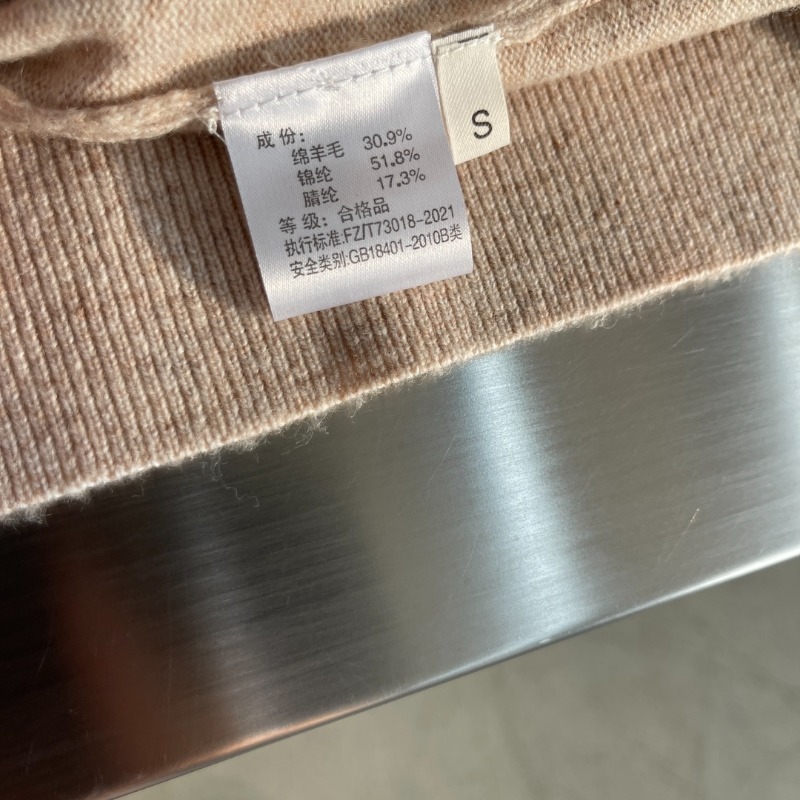 成份：
绵羊毛 30.9%
锦纶 51.8%
腈纶 17.3%
等级：合格品
执行标准:FZ/T73018-2021
安全类别:GB18401-2010B类
S